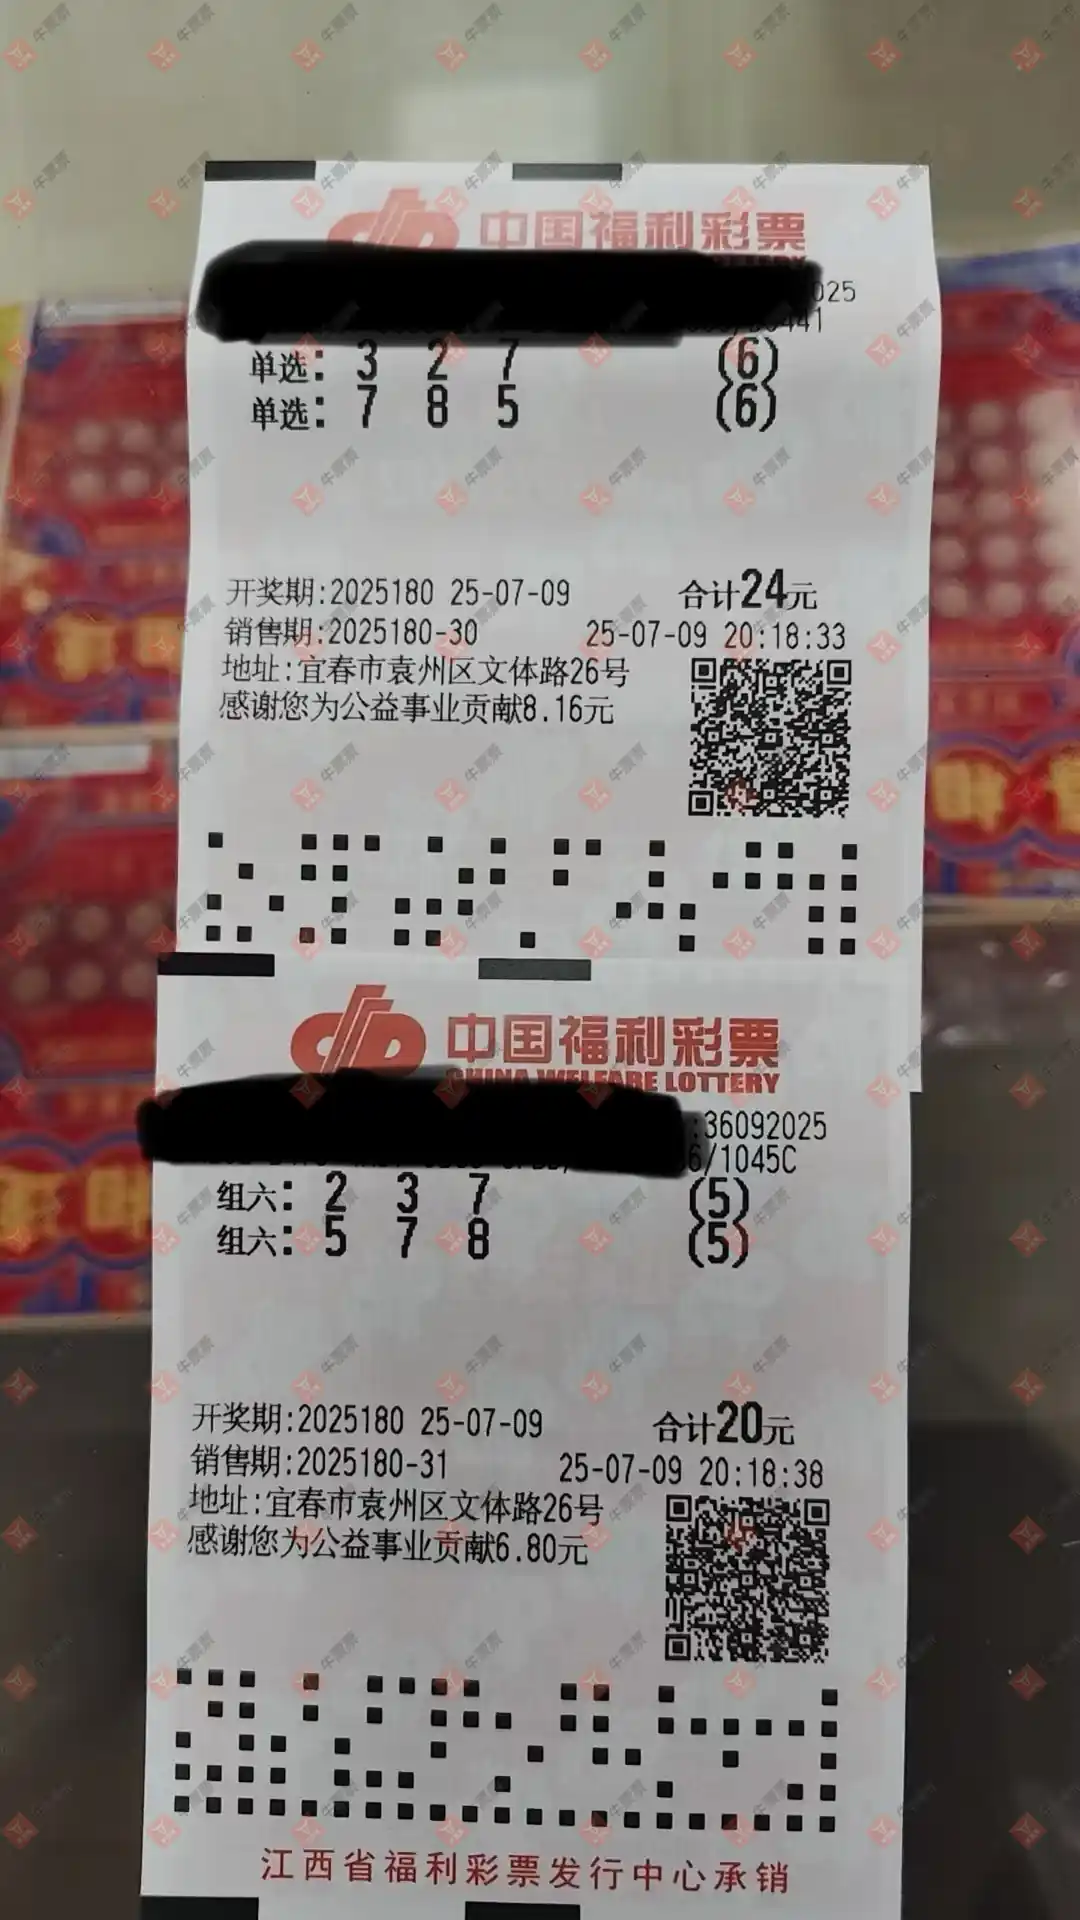 中国福利彩票
025
单选: 3 2 7 (6)
单选: 7 8 5 (6)
开奖期:2025180 25-07-09 合计24元
销售期:2025180-30 25-07-09 20:18:33
地址:宜春市袁州区文体路26号
感谢您为公益事业贡献8.16元
中国福利彩票
CHINA WELFARE LOTTERY
:36092025
6/1045C
组六: 2 3 7 (5)
组六: 5 7 8 (5)
开奖期:2025180 25-07-09 合计20元
销售期:2025180-31 25-07-09 20:18:38
地址:宜春市袁州区文体路26号
感谢您为公益事业贡献6.80元
江西省福利彩票发行中心承销
牛票票